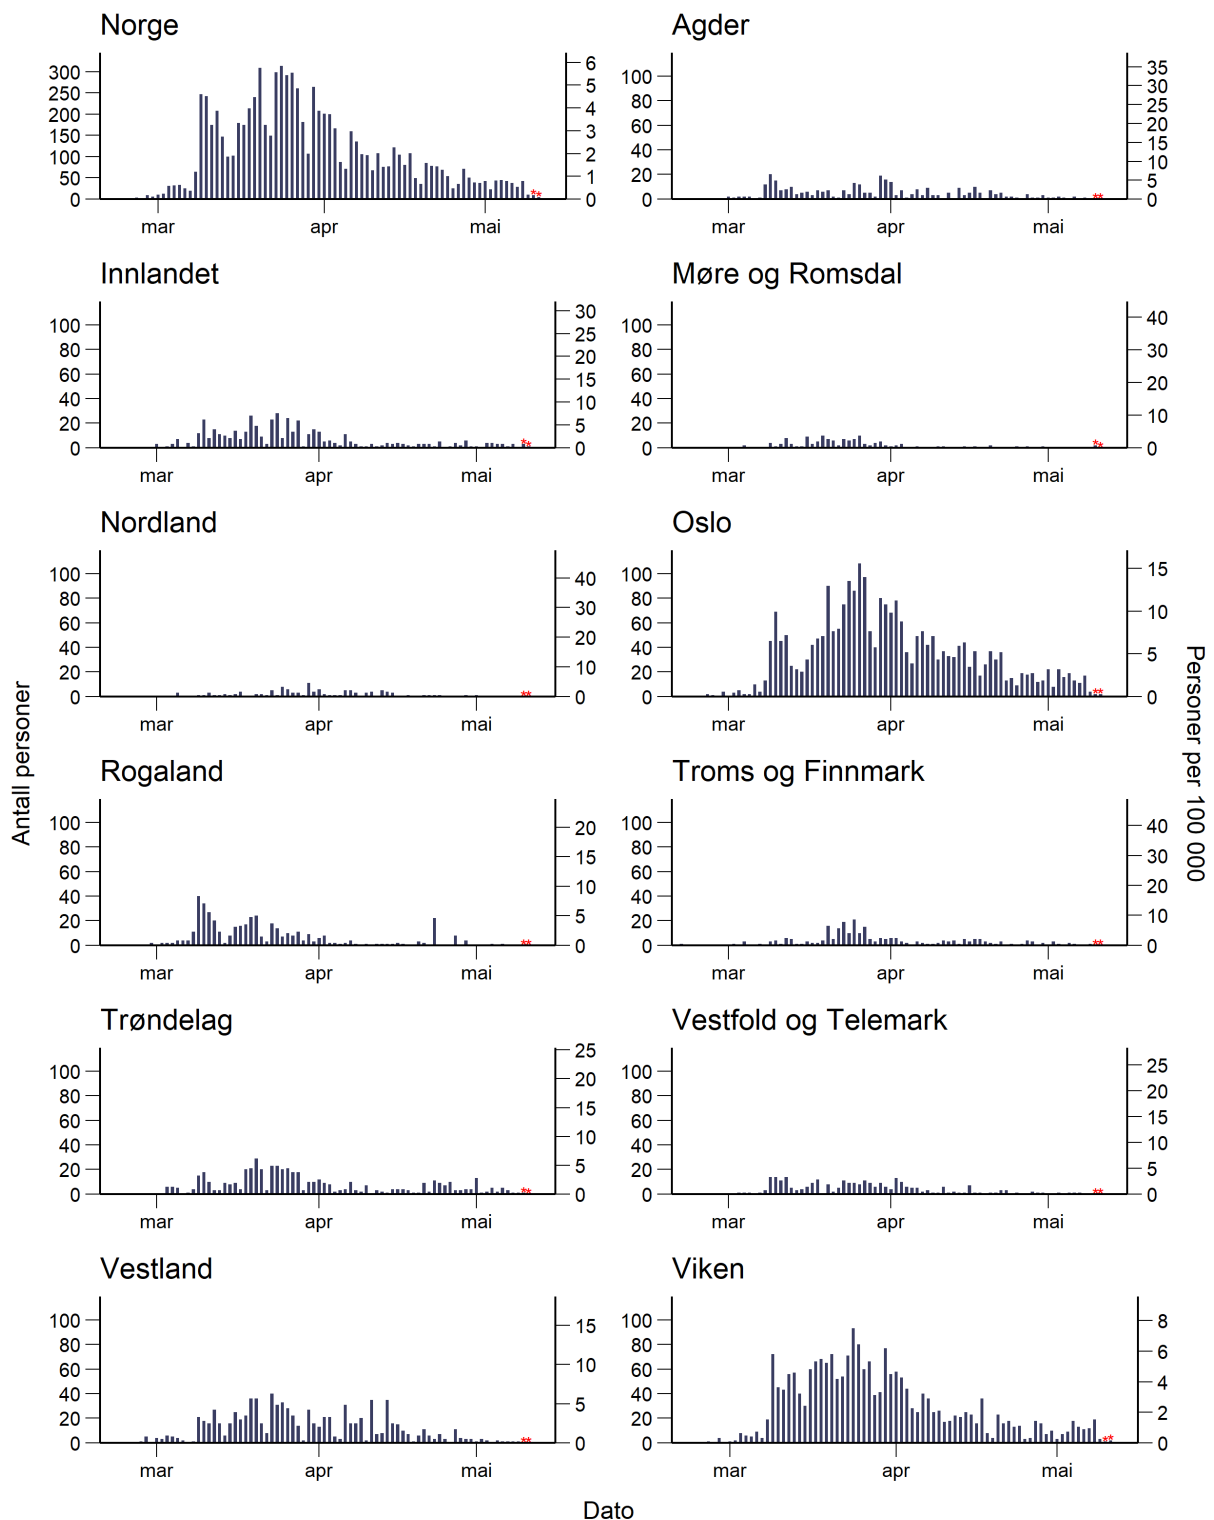 Norge
Agder
300
250
200
150
100
50
0
6
5
4
3
2
1
0
**
mar
apr
mai
100
80
60
40
20
0
35
30
25
20
15
10
5
0
**
mar
apr
mai
Innlandet
Møre og Romsdal
100
80
60
40
20
0
30
25
20
15
10
5
0
**
mar
apr
mai
100
80
60
40
20
0
40
30
20
10
0
**
mar
apr
mai
Nordland
Oslo
100
80
60
40
20
0
40
30
20
10
0
**
mar
apr
mai
100
80
60
40
20
0
15
10
5
0
**
mar
apr
mai
Antall personer
Personer per 100 000
Rogaland
Troms og Finnmark
100
80
60
40
20
0
20
15
10
5
0
**
mar
apr
mai
100
80
60
40
20
0
40
30
20
10
0
**
mar
apr
mai
Trøndelag
Vestfold og Telemark
100
80
60
40
20
0
25
20
15
10
5
0
**
mar
apr
mai
100
80
60
40
20
0
25
20
15
10
5
0
**
mar
apr
mai
Vestland
Viken
100
80
60
40
20
0
15
10
5
0
**
mar
apr
mai
100
80
60
40
20
0
8
6
4
2
0
**
mar
apr
mai
Dato